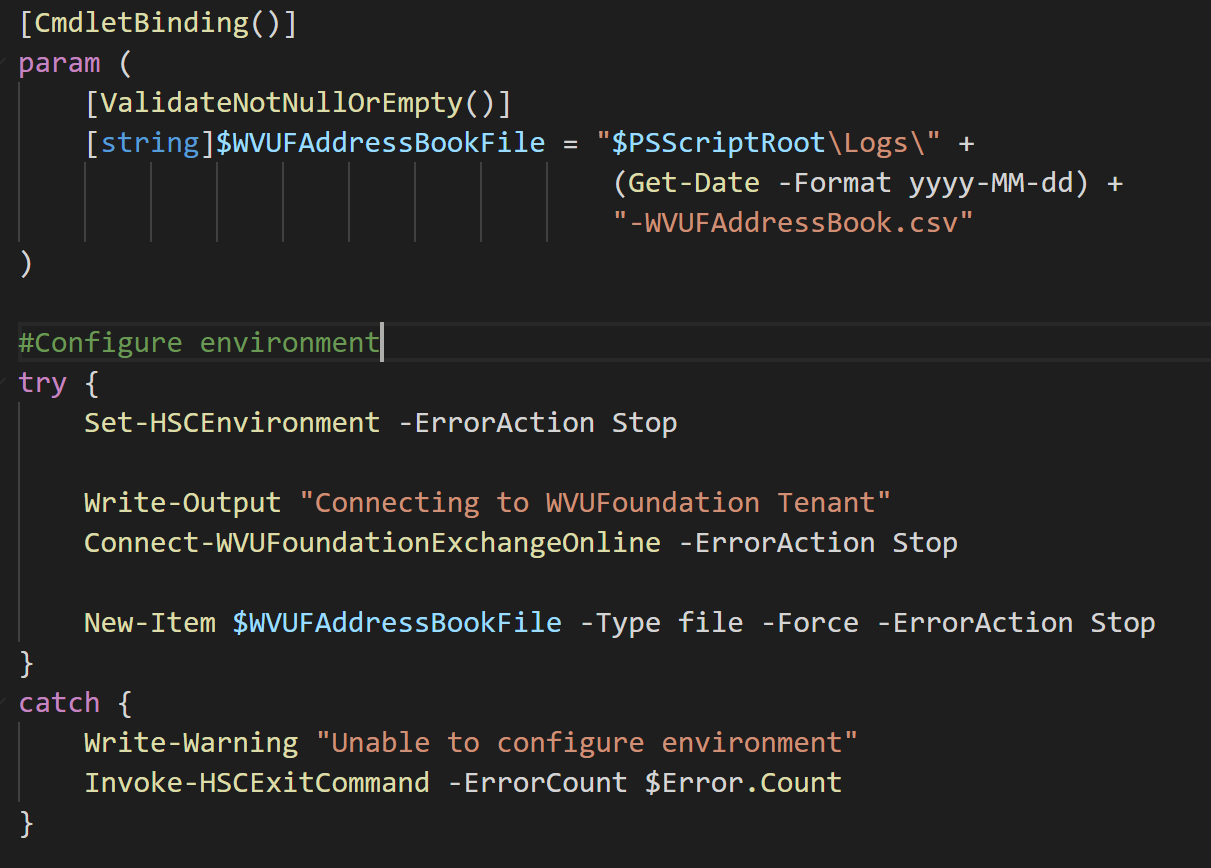 [CmdletBinding()]
param (
    [ValidateNotNullOrEmpty()]
    [string]$WVUFAddressBookFile = "$PSScriptRoot\Logs\" +
                                    (Get-Date -Format yyyy-MM-dd) +
                                    "-WVUFAddressBook.csv"
)

#Configure environment
try {
    Set-HSCEnvironment -ErrorAction Stop

    Write-Output "Connecting to WVUFoundation Tenant"
    Connect-WVUFoundationExchangeOnline -ErrorAction Stop

    New-Item $WVUFAddressBookFile -Type file -Force -ErrorAction Stop
}
catch {
    Write-Warning "Unable to configure environment"
    Invoke-HSCExitCommand -ErrorCount $Error.Count
}